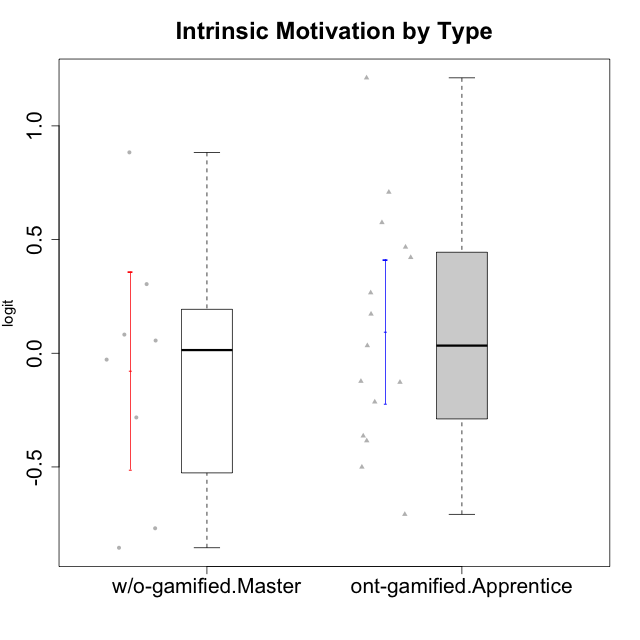 Intrinsic Motivation by Type
1.0
0.5
0.0
-0.5
logit
w/o-gamified.Master
ont-gamified.Apprentice